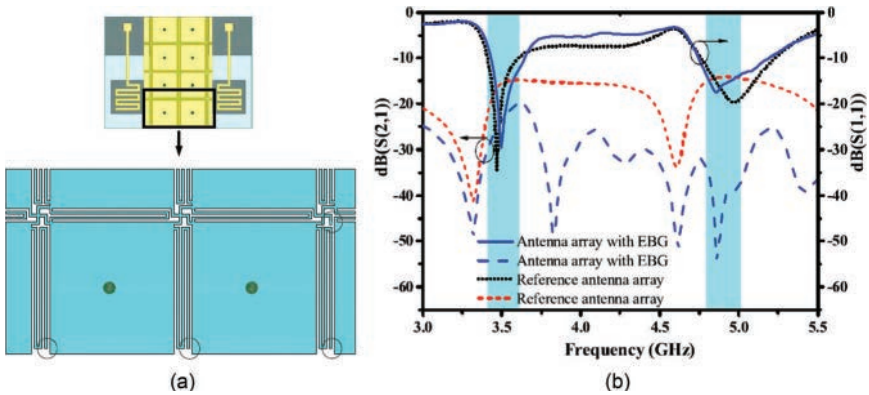 (a)
0
-10
-20
-30
-40
-50
-60
dB(S(2,1))
0
-10
-20
-30
-40
-50
-60
dB(S(1,1))
Antenna array with EBG
Antenna array with EBG
Reference antenna array
Reference antenna array
3.0 3.5 4.0 4.5 5.0 5.5
Frequency (GHz)
(b)